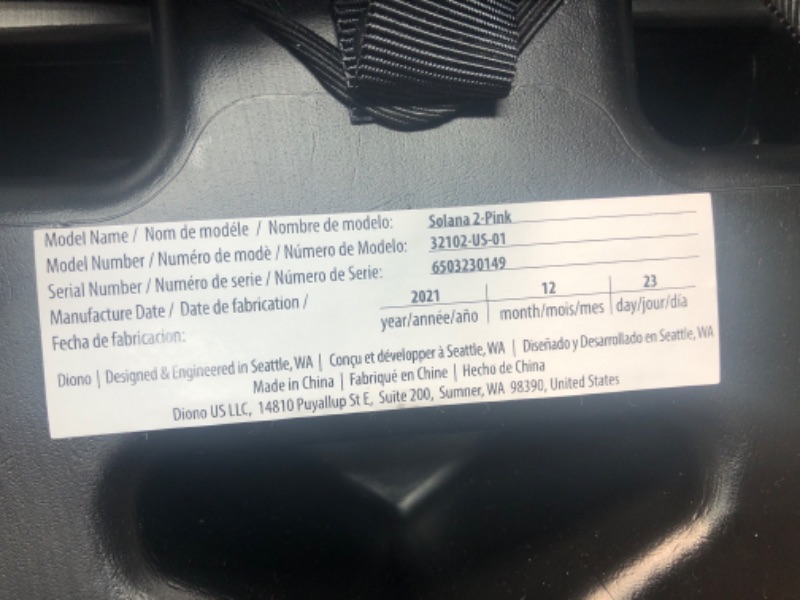 Model Name / Nom de modéle / Nombre de modelo: Solana 2-Pink
Model Number / Numéro de modè / Número de Modelo: 32102-US-01
Serial Number / Numéro de serie / Número de Serie: 6503230149
Manufacture Date / Date de fabrication / 2021 12 23
Fecha de fabricacion: year/année/año month/mois/mes day/jour/día
Diono | Designed & Engineered in Seattle, WA | Conçu et développer à Seattle, WA | Diseñado y Desarrollado en Seattle, WA
Made in China | Fabriqué en Chine | Hecho de China
Diono US LLC, 14810 Puyallup St E, Suite 200, Sumner, WA 98390, United States